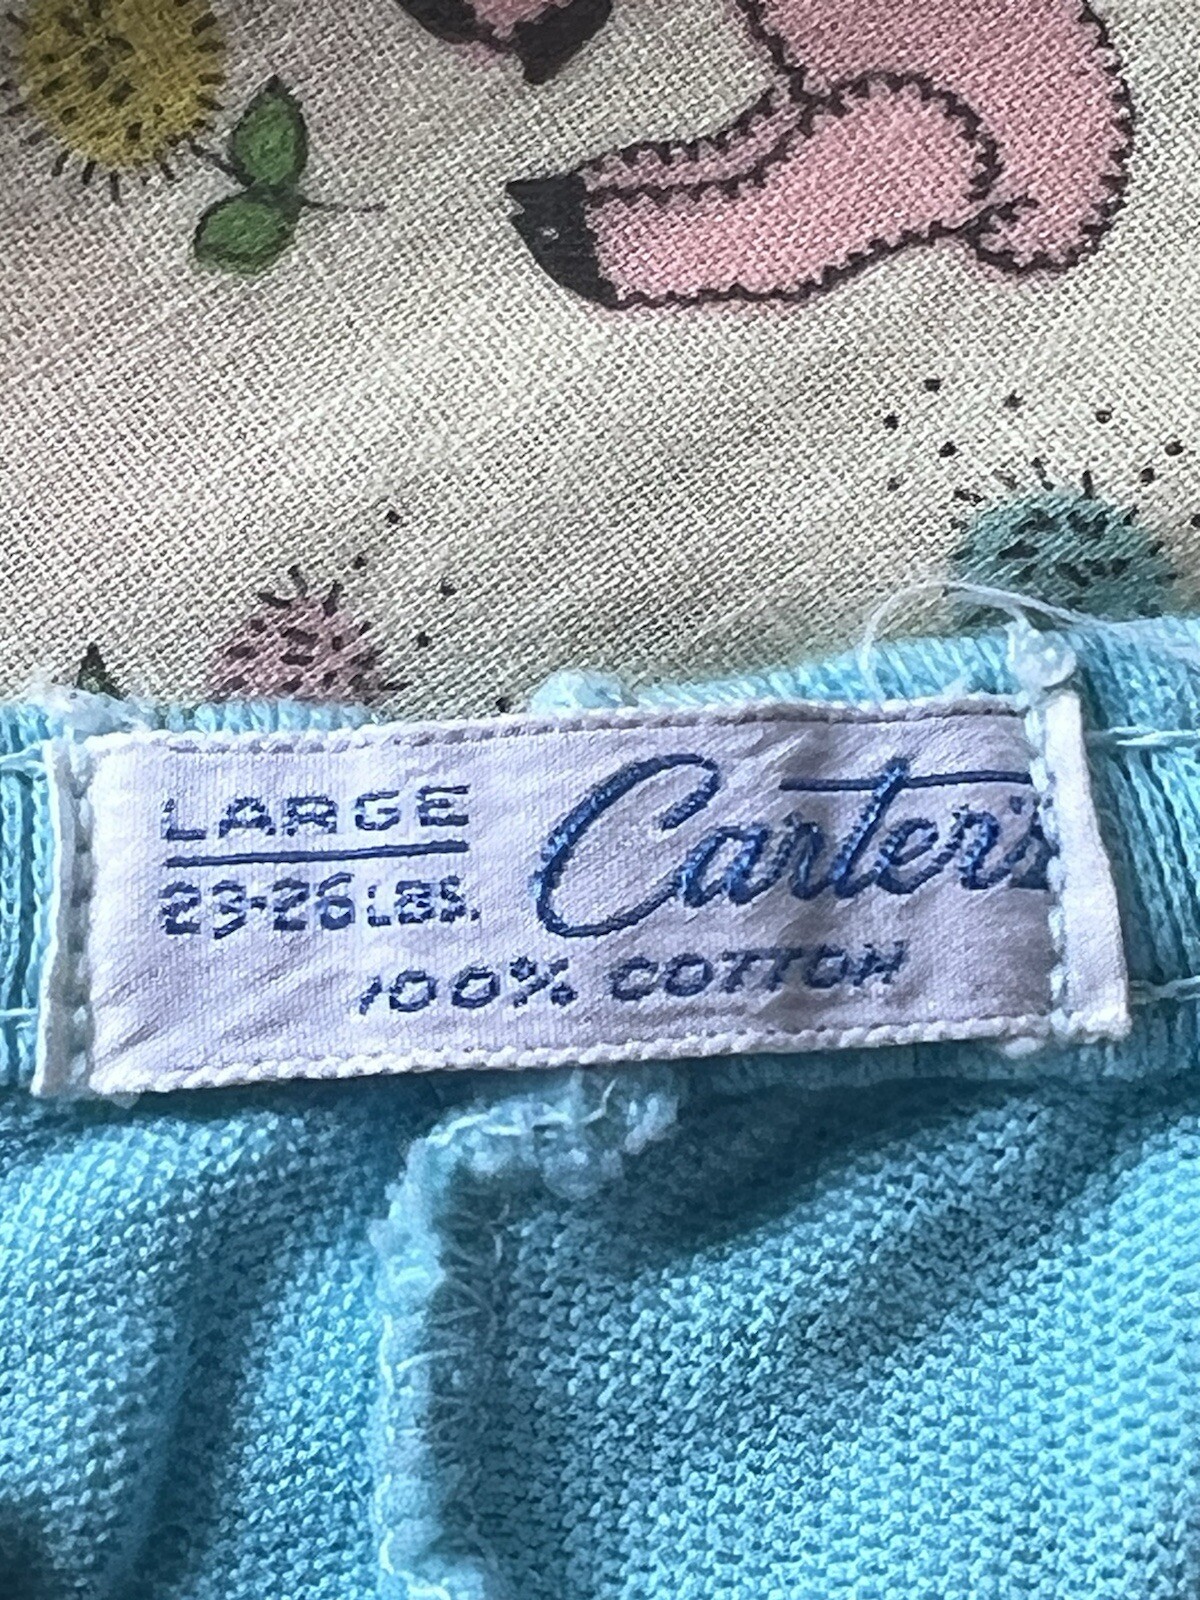 LARGE
23-26 LBS.
Carter's
100% COTTON